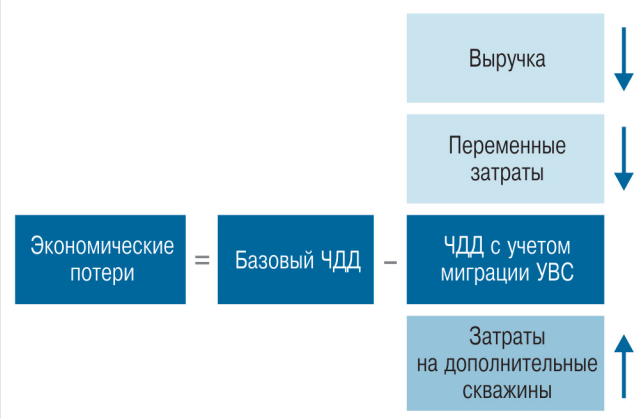 Выручка
Переменные
затраты
Экономические
потери
=
Базовый ЧДД
–
ЧДД с учетом
миграции УВС
Затраты
на дополнительные
скважины